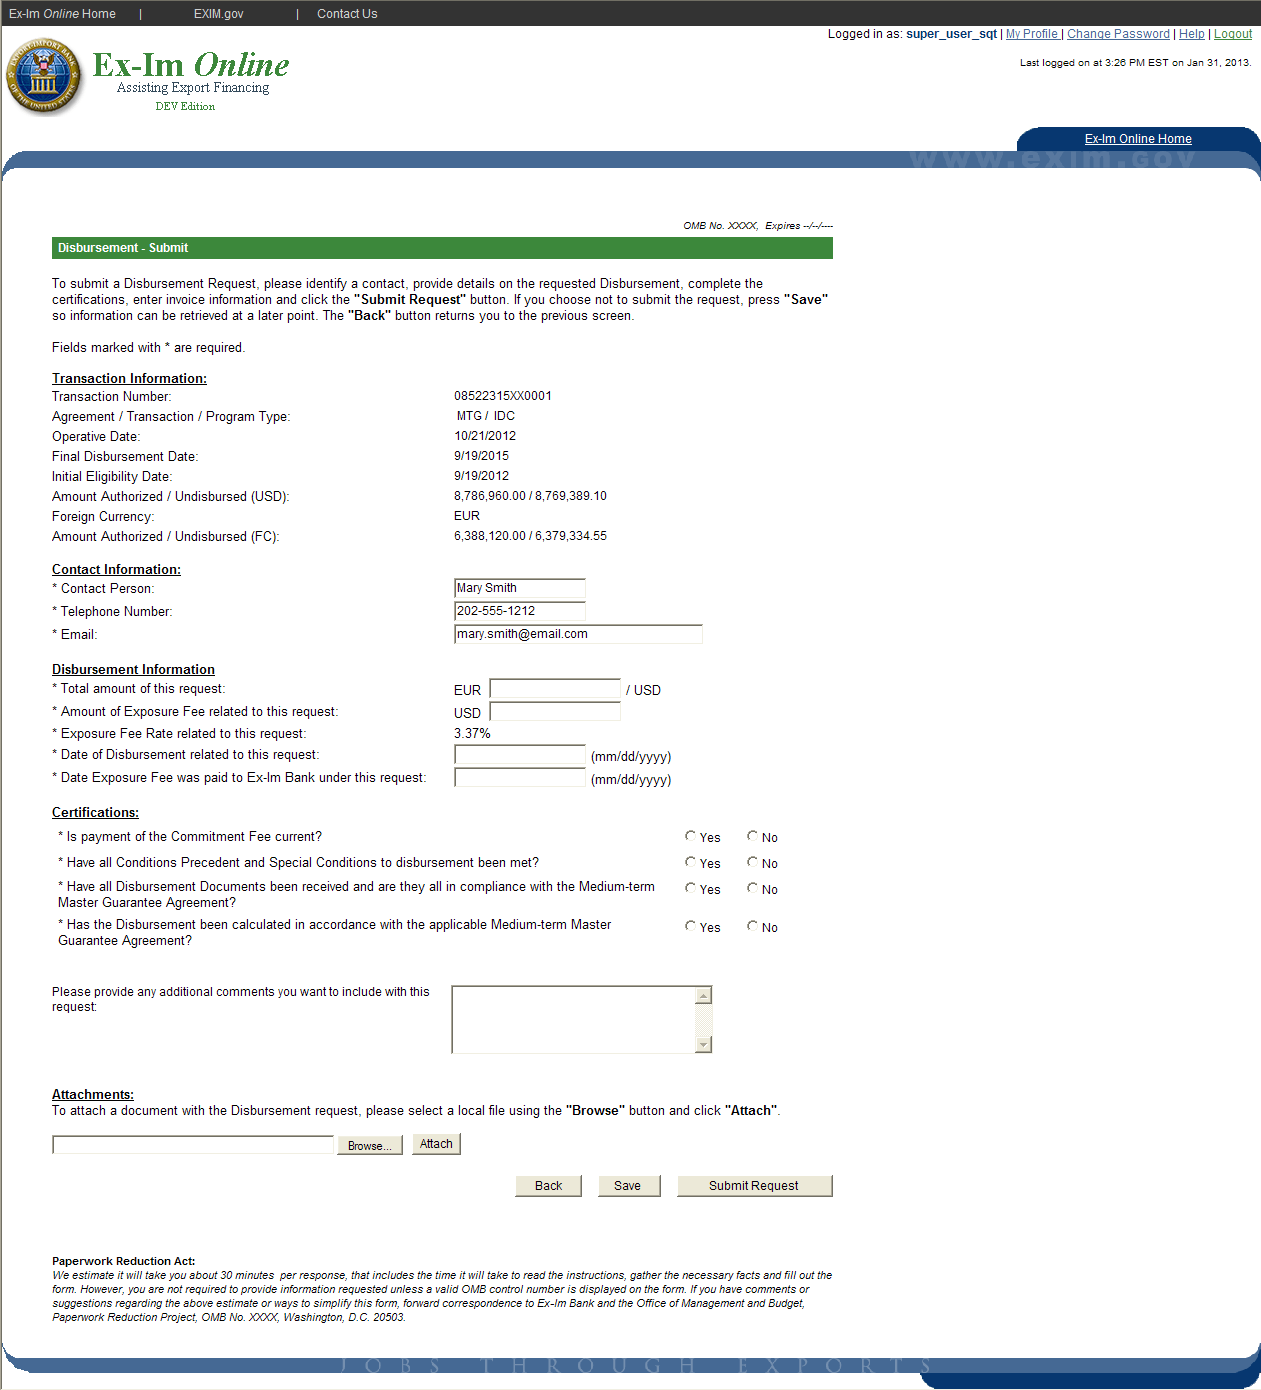 Ex-Im Online Home | EXIM.gov | Contact Us
Logged in as: super_user_sqt | My Profile | Change Password | Help | Logout
Last logged on at 3:26 PM EST on Jan 31, 2013.
EXPORT-IMPORT BANK OF THE UNITED STATES
Ex-Im Online
Assisting Export Financing
DEV Edition
Ex-Im Online Home
www.exim.gov
OMB No. XXXX, Expires --/--/----
Disbursement - Submit
To submit a Disbursement Request, please identify a contact, provide details on the requested Disbursement, complete the
certifications, enter invoice information and click the "Submit Request" button. If you choose not to submit the request, press "Save"
so information can be retrieved at a later point. The "Back" button returns you to the previous screen.
Fields marked with * are required.
Transaction Information:
Transaction Number: 08522315XX0001
Agreement / Transaction / Program Type: MTG / IDC
Operative Date: 10/21/2012
Final Disbursement Date: 9/19/2015
Initial Eligibility Date: 9/19/2012
Amount Authorized / Undisbursed (USD): 8,786,960.00 / 8,769,389.10
Foreign Currency: EUR
Amount Authorized / Undisbursed (FC): 6,388,120.00 / 6,379,334.55
Contact Information:
* Contact Person: Mary Smith
* Telephone Number: 202-555-1212
* Email: mary.smith@email.com
Disbursement Information
* Total amount of this request: EUR / USD
* Amount of Exposure Fee related to this request: USD
* Exposure Fee Rate related to this request: 3.37%
* Date of Disbursement related to this request: (mm/dd/yyyy)
* Date Exposure Fee was paid to Ex-Im Bank under this request: (mm/dd/yyyy)
Certifications:
* Is payment of the Commitment Fee current? Yes No
* Have all Conditions Precedent and Special Conditions to disbursement been met? Yes No
* Have all Disbursement Documents been received and are they all in compliance with the Medium-term Yes No
Master Guarantee Agreement?
* Has the Disbursement been calculated in accordance with the applicable Medium-term Master Yes No
Guarantee Agreement?
Please provide any additional comments you want to include with this
request:
Attachments:
To attach a document with the Disbursement request, please select a local file using the "Browse" button and click "Attach".
Browse... Attach
Back Save Submit Request
Paperwork Reduction Act:
We estimate it will take you about 30 minutes per response, that includes the time it will take to read the instructions, gather the necessary facts and fill out the
form. However, you are not required to provide information requested unless a valid OMB control number is displayed on the form. If you have comments or
suggestions regarding the above estimate or ways to simplify this form, forward correspondence to Ex-Im Bank and the Office of Management and Budget,
Paperwork Reduction Project, OMB No. XXXX, Washington, D.C. 20503.
JOBS THROUGH EXPORTS